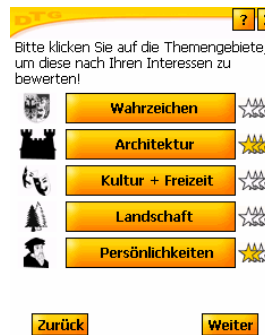 DTG
?
Bitte klicken Sie auf die Themengebiete,
um diese nach Ihren Interessen zu
bewerten!
Wahrzeichen
Architektur
Kultur + Freizeit
Landschaft
Persönlichkeiten
Zurück
Weiter